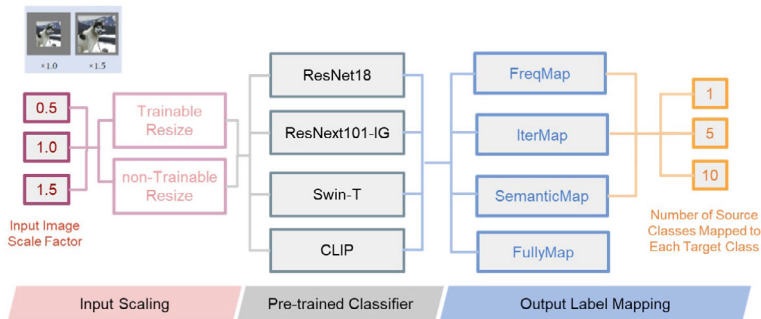 ×1.0
×1.5
0.5
1.0
1.5
Input Image
Scale Factor
Trainable
Resize
non-Trainable
Resize
ResNet18
ResNext101-IG
Swin-T
CLIP
FreqMap
IterMap
SemanticMap
FullyMap
1
5
10
Number of Source
Classes Mapped to
Each Target Class
Input Scaling
Pre-trained Classifier
Output Label Mapping